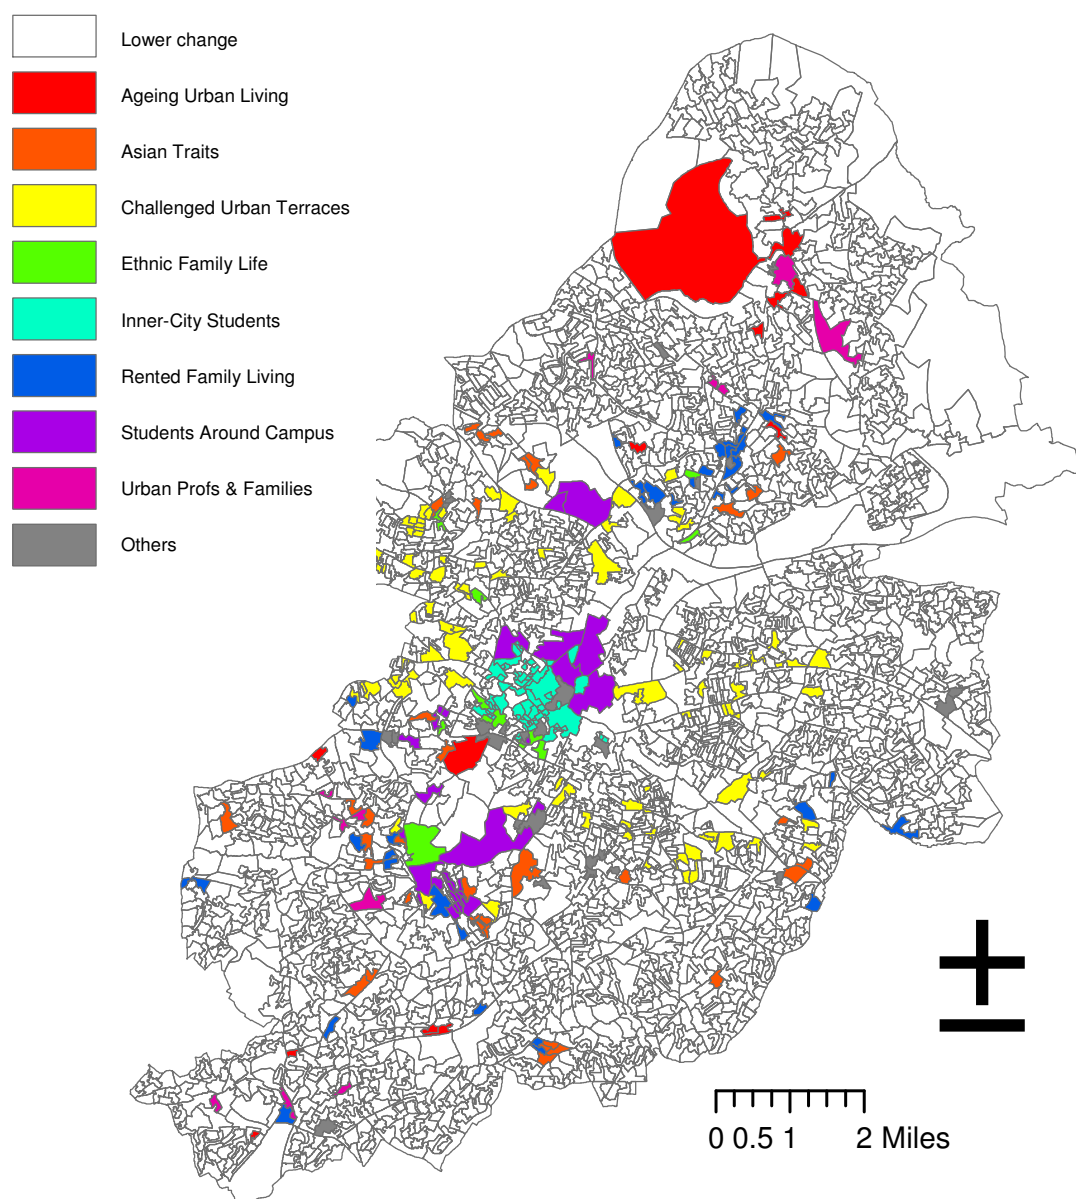 Lower change
Ageing Urban Living
Asian Traits
Challenged Urban Terraces
Ethnic Family Life
Inner-City Students
Rented Family Living
Students Around Campus
Urban Profs & Families
Others
0 0.5 1 2 Miles